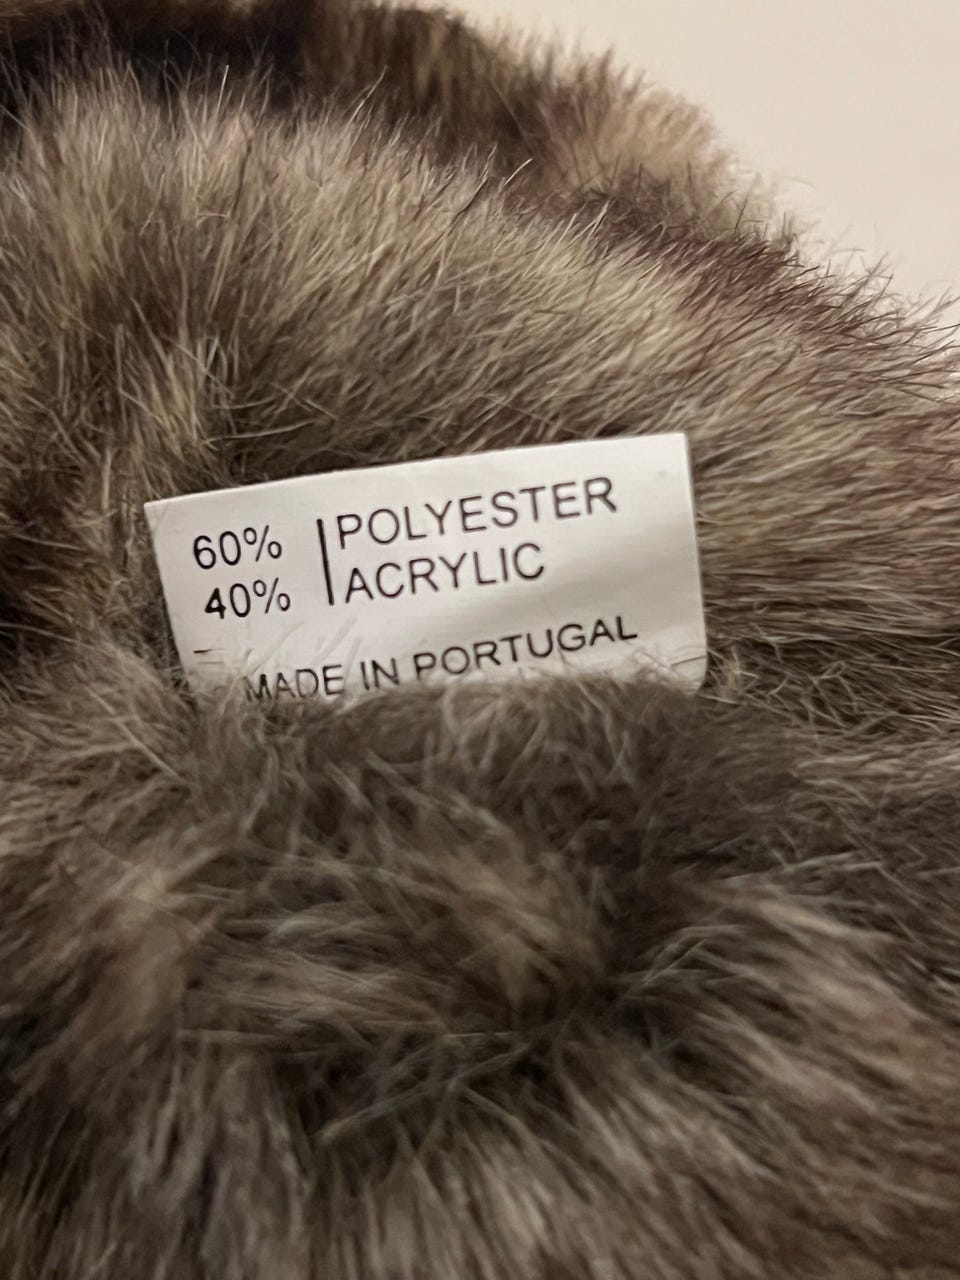 60% | POLYESTER
40% | ACRYLIC
MADE IN PORTUGAL